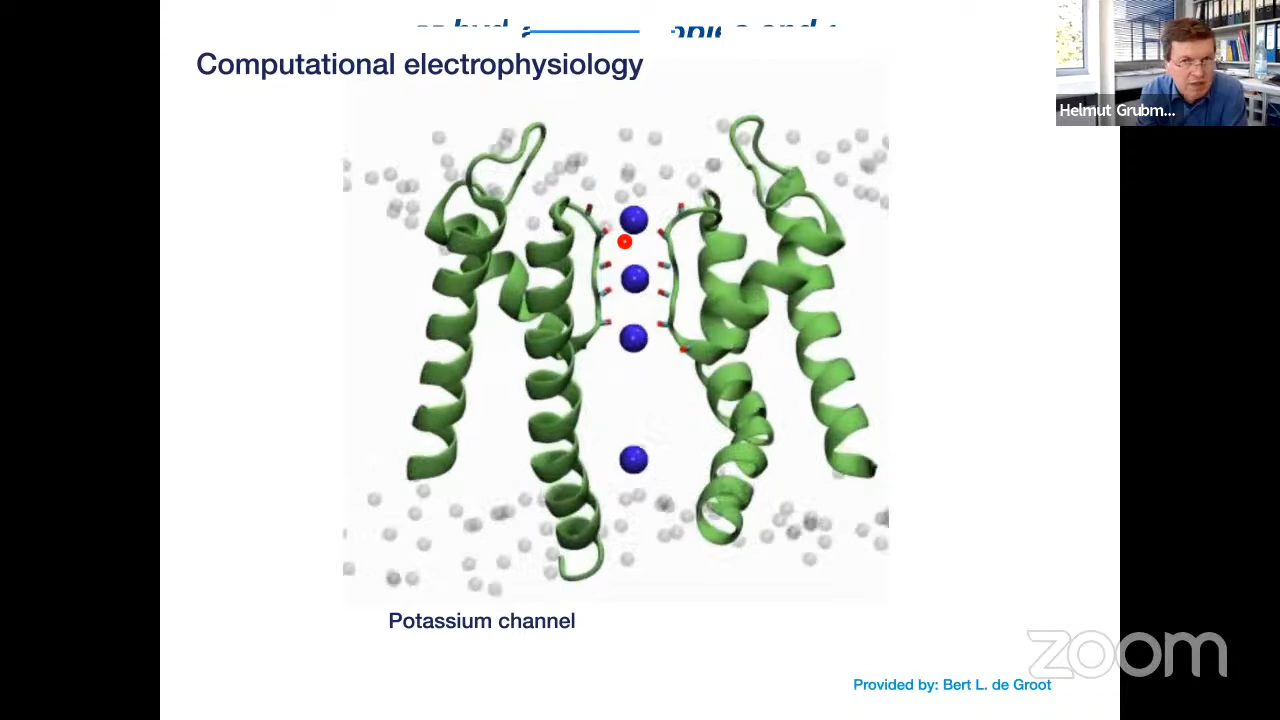 Computational electrophysiology
Helmut Grubm...
Potassium channel
zoom
Provided by: Bert L. de Groot